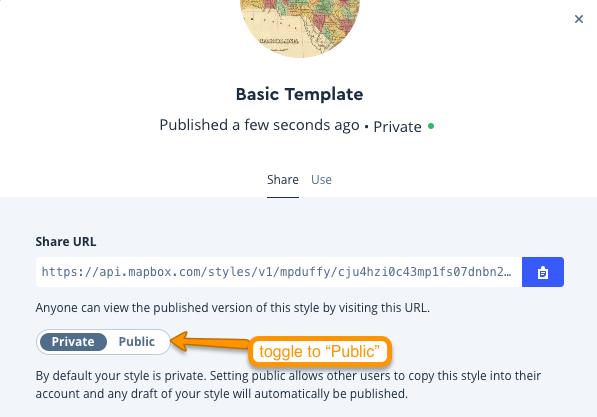 Basic Template
Published a few seconds ago • Private
Share Use
Share URL
https://api.mapbox.com/styles/v1/mpduffy/cju4hzi0c43mp1fs07dnbn2…
Anyone can view the published version of this style by visiting this URL.
Private Public
toggle to “Public”
By default your style is private. Setting public allows other users to copy this style into their
account and any draft of your style will automatically be published.